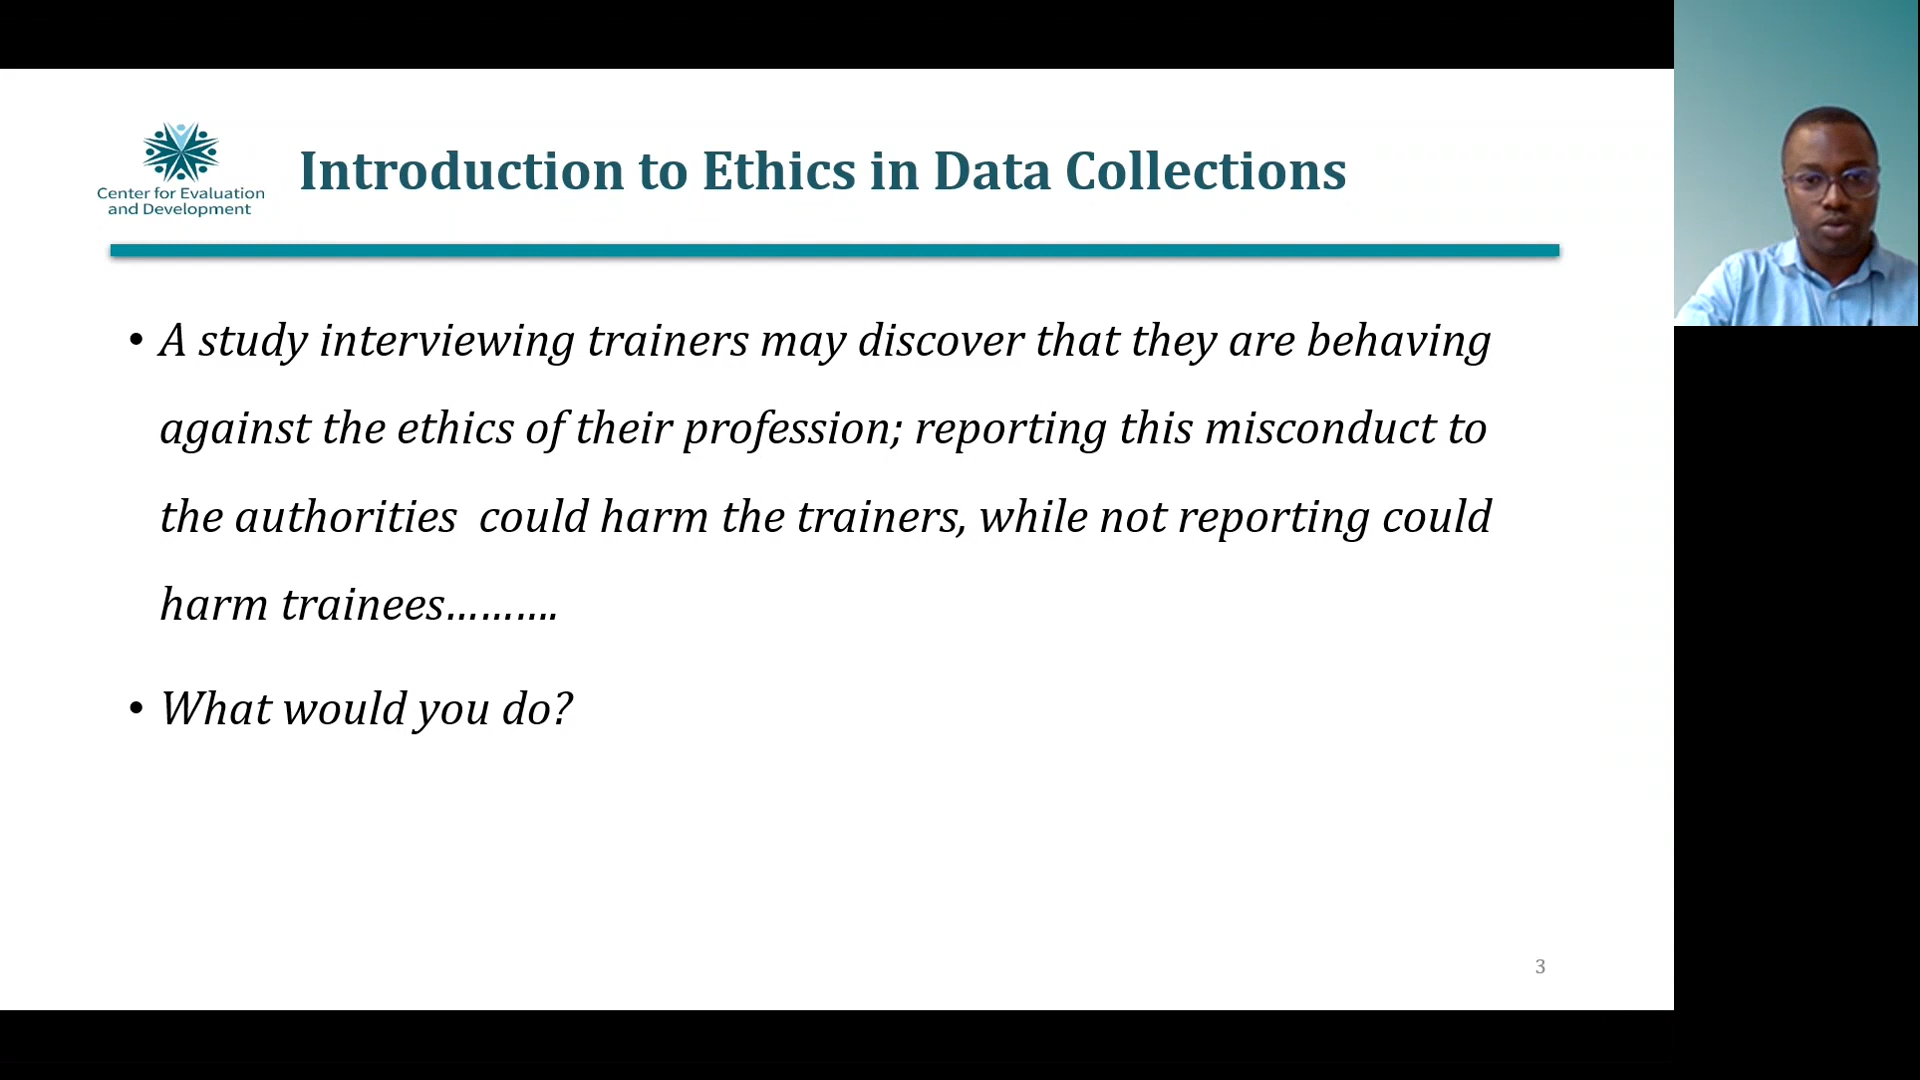 Center for Evaluation
and Development
Introduction to Ethics in Data Collections
• A study interviewing trainers may discover that they are behaving
against the ethics of their profession; reporting this misconduct to
the authorities  could harm the trainers, while not reporting could
harm trainees……….
• What would you do?
3